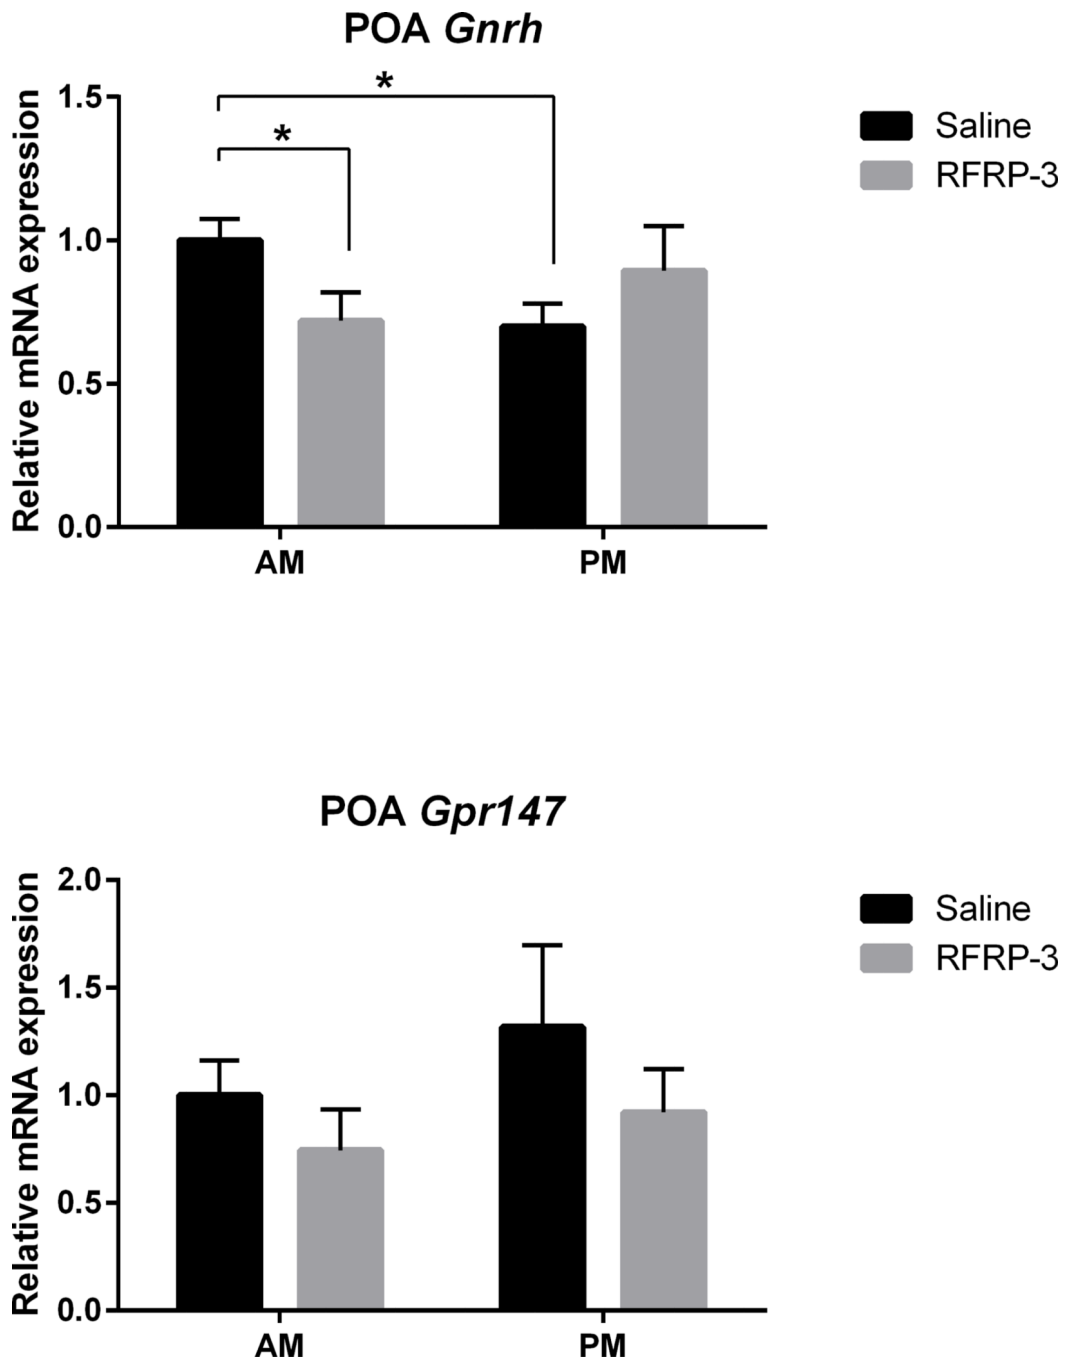 POA Gnrh
*
*
Relative mRNA expression
1.5
1.0
0.5
0.0
AM
PM
Saline
RFRP-3
POA Gpr147
Relative mRNA expression
2.0
1.5
1.0
0.5
0.0
AM
PM
Saline
RFRP-3